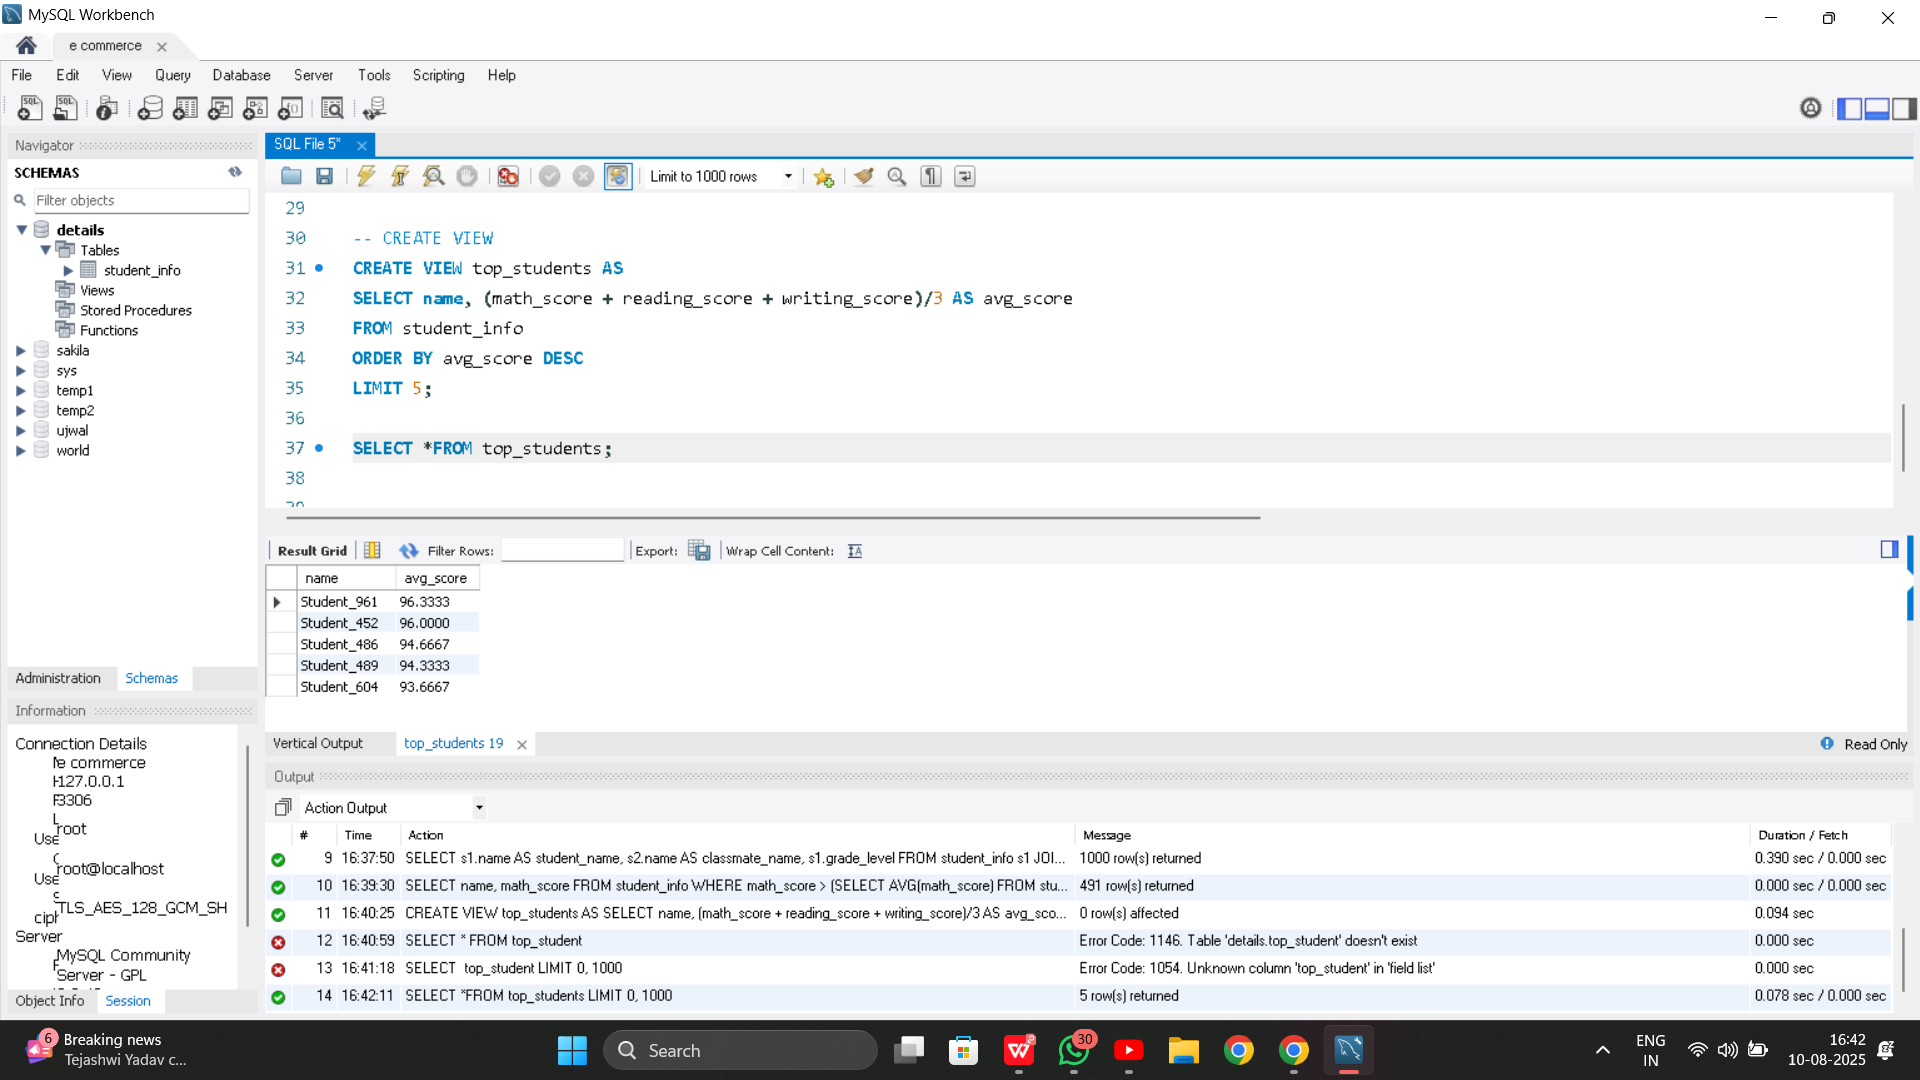 MySQL Workbench
e commerce
File Edit View Query Database Server Tools Scripting Help
Navigator
SQL File 5*
SCHEMAS
Limit to 1000 rows
Filter objects
details
Tables
student_info
Views
Stored Procedures
Functions
sakila
sys
temp1
temp2
ujwal
world
29
30 -- CREATE VIEW
31 CREATE VIEW top_students AS
32 SELECT name, (math_score + reading_score + writing_score)/3 AS avg_score
33 FROM student_info
34 ORDER BY avg_score DESC
35 LIMIT 5;
36
37 SELECT *FROM top_students;
38
Result Grid Filter Rows: Export: Wrap Cell Content:
name avg_score
Student_961 96.3333
Student_452 96.0000
Student_486 94.6667
Student_489 94.3333
Student_604 93.6667
Administration Schemas
Information
Connection Details
e commerce
127.0.0.1
3306
root
Use
root@localhost
Use
TLS_AES_128_GCM_SH
ciph
Server
MySQL Community
Server - GPL
Object Info Session
Vertical Output top_students 19 Read Only
Output
Action Output
# Time Action Message Duration / Fetch
9 16:37:50 SELECT s1.name AS student_name, s2.name AS classmate_name, s1.grade_level FROM student_info s1 JOI... 1000 row(s) returned 0.390 sec / 0.000 sec
10 16:39:30 SELECT name, math_score FROM student_info WHERE math_score > (SELECT AVG(math_score) FROM stu... 491 row(s) returned 0.000 sec / 0.000 sec
11 16:40:25 CREATE VIEW top_students AS SELECT name, (math_score + reading_score + writing_score)/3 AS avg_sco... 0 row(s) affected 0.094 sec
12 16:40:59 SELECT * FROM top_student Error Code: 1146. Table 'details.top_student' doesn't exist 0.000 sec
13 16:41:18 SELECT top_student LIMIT 0, 1000 Error Code: 1054. Unknown column 'top_student' in 'field list' 0.000 sec
14 16:42:11 SELECT *FROM top_students LIMIT 0, 1000 5 row(s) returned 0.078 sec / 0.000 sec
6
Breaking news
Tejashwi Yadav c...
Search
30
ENG
IN
16:42
10-08-2025